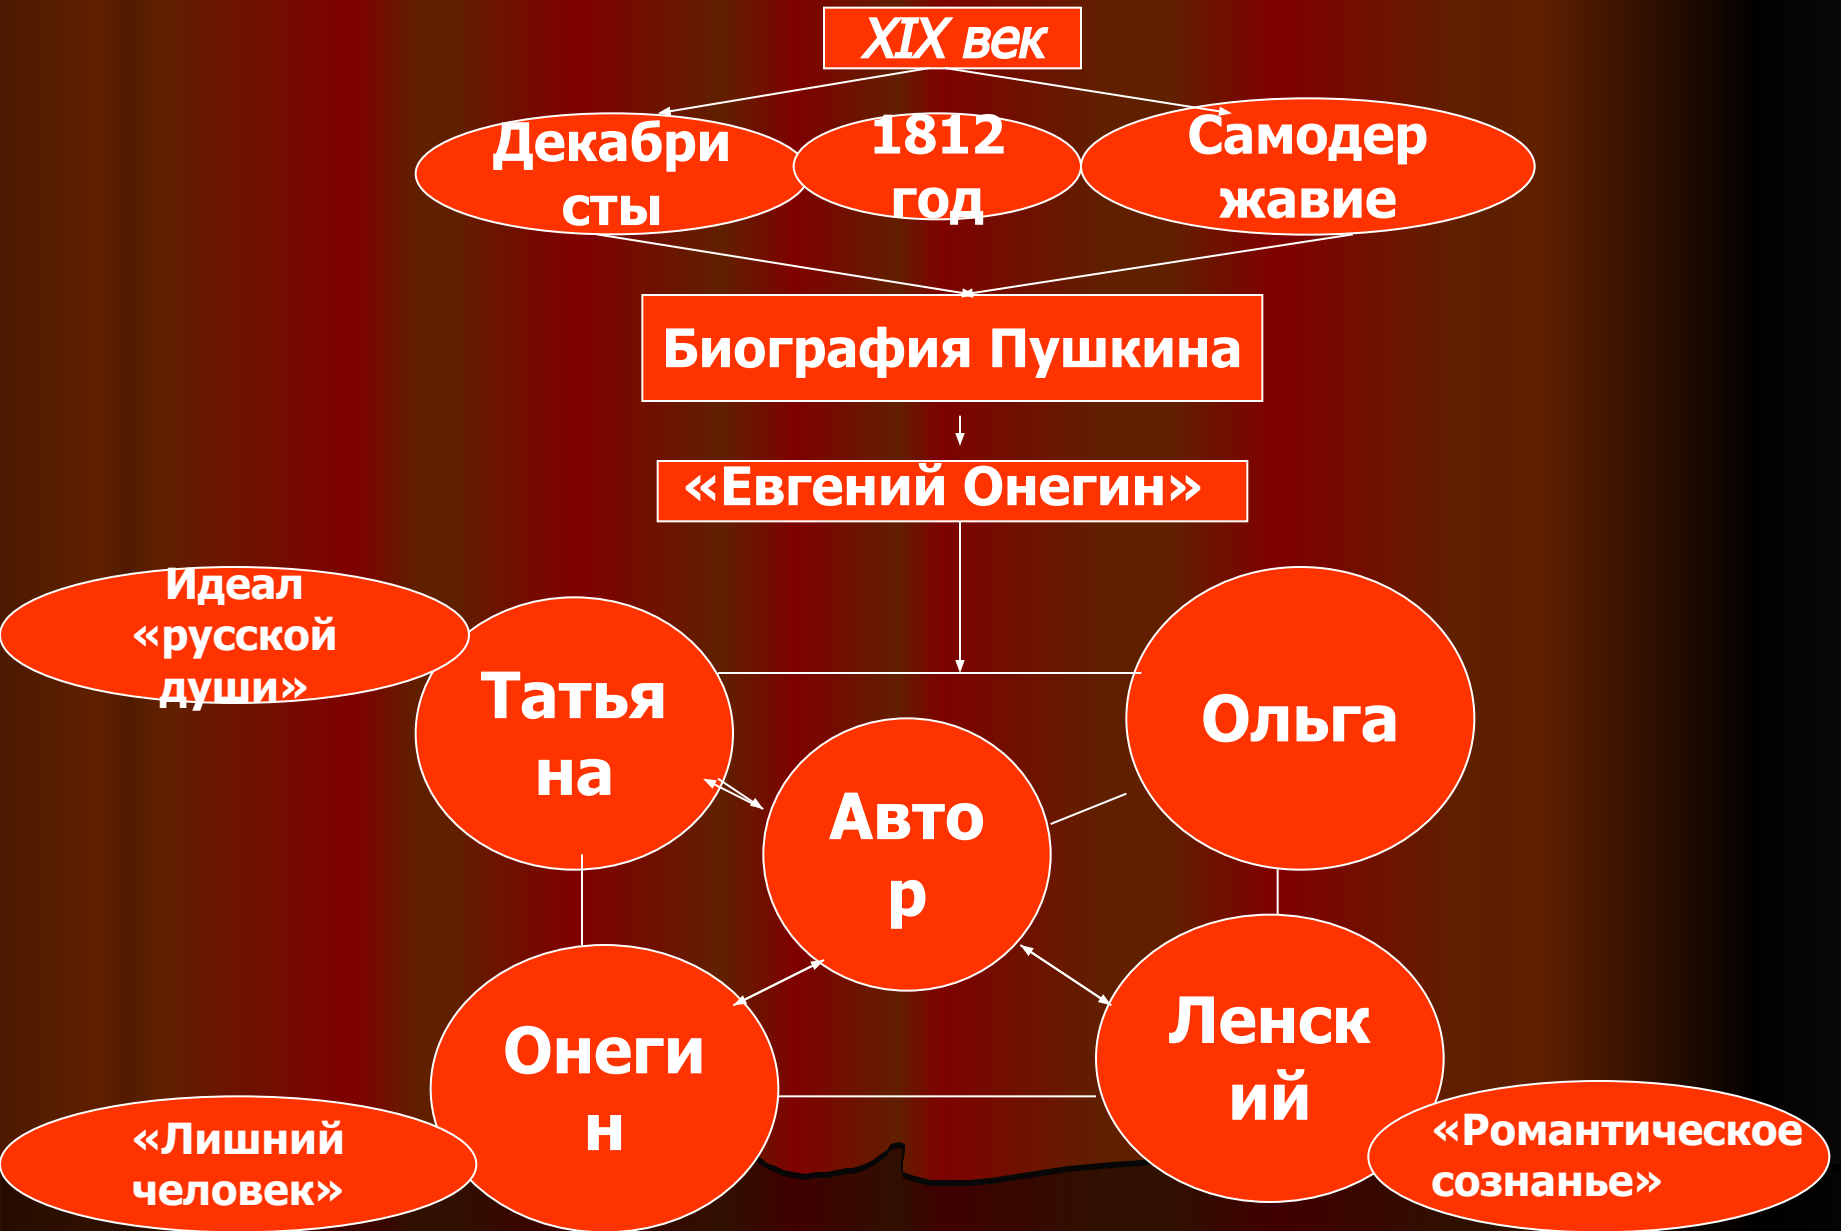 XIX век
Декабри
сты
1812
год
Самодер
жавие
Биография Пушкина
«Евгений Онегин»
Идеал
«русской
души»
Татья
на
Ольга
Авто
р
Онеги
н
Ленск
ий
«Лишний
человек»
«Романтическое
сознанье»